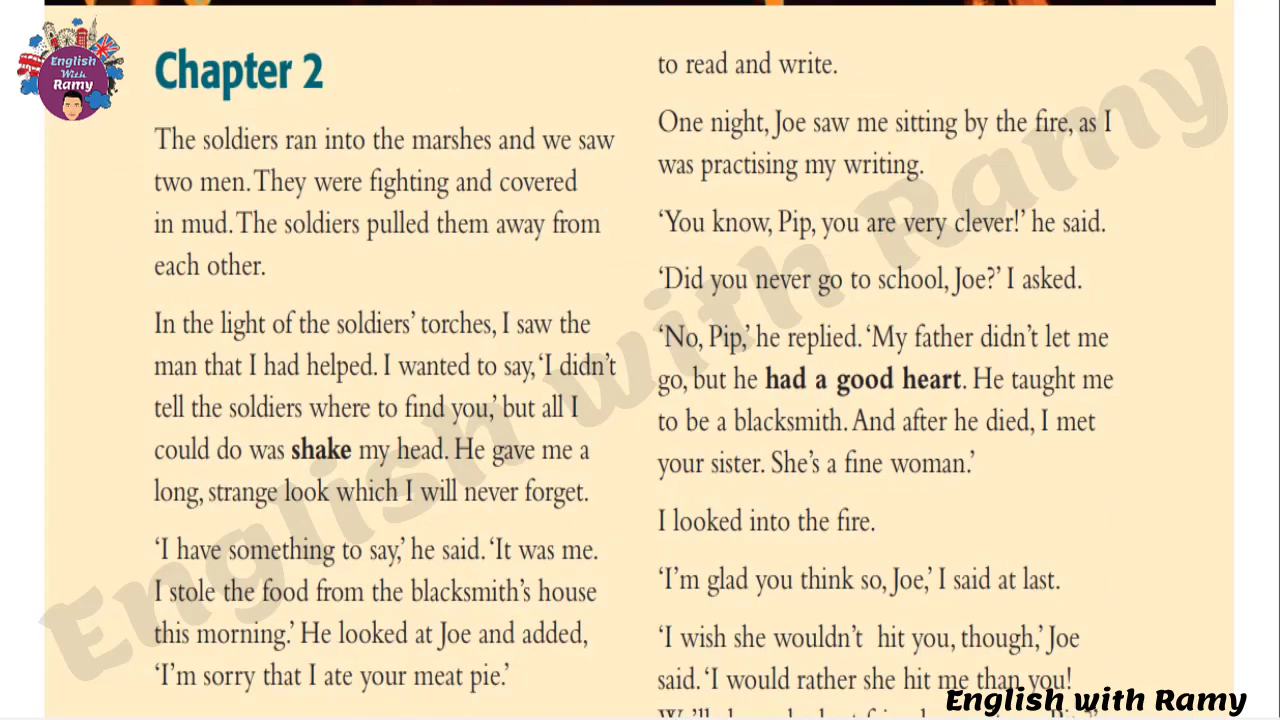 English
With
Ramy
Chapter 2
The soldiers ran into the marshes and we saw
two men. They were fighting and covered
in mud. The soldiers pulled them away from
each other.
In the light of the soldiers’ torches, I saw the
man that I had helped. I wanted to say, ‘I didn’t
tell the soldiers where to find you,’ but all I
could do was shake my head. He gave me a
long, strange look which I will never forget.
‘I have something to say,’ he said. ‘It was me.
I stole the food from the blacksmith’s house
this morning.’ He looked at Joe and added,
‘I’m sorry that I ate your meat pie.’
to read and write.
One night, Joe saw me sitting by the fire, as I
was practising my writing.
‘You know, Pip, you are very clever!’ he said.
‘Did you never go to school, Joe?’ I asked.
‘No, Pip,’ he replied. ‘My father didn’t let me
go, but he had a good heart. He taught me
to be a blacksmith. And after he died, I met
your sister. She’s a fine woman.’
I looked into the fire.
‘I’m glad you think so, Joe,’ I said at last.
‘I wish she wouldn’t hit you, though,’ Joe
said. ‘I would rather she hit me than you!
English with Ramy
English with Ramy